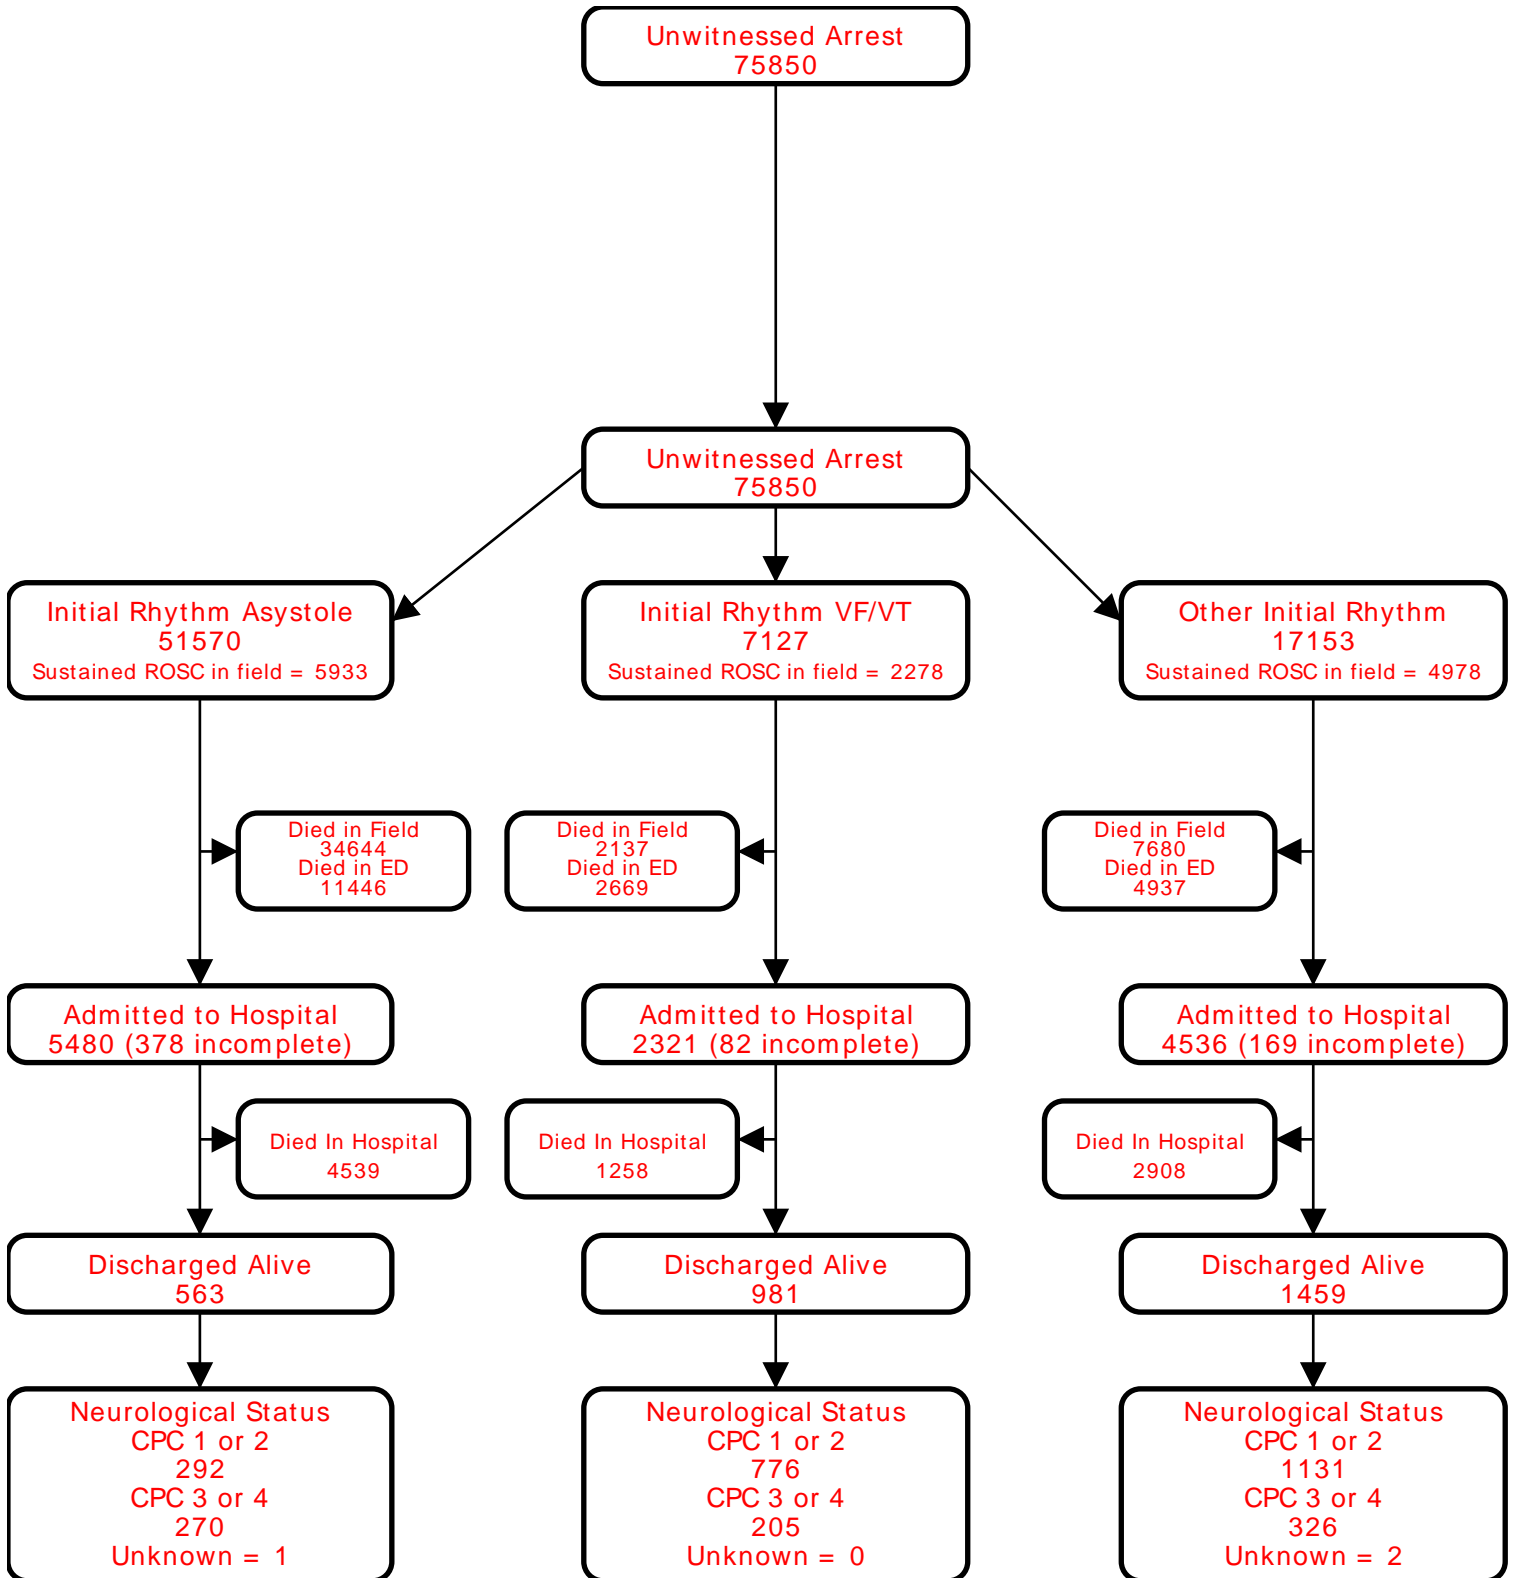 Unwitnessed Arrest
75850
Unwitnessed Arrest
75850
Initial Rhythm Asystole
51570
Sustained ROSC in field = 5933
Initial Rhythm VF/VT
7127
Sustained ROSC in field = 2278
Other Initial Rhythm
17153
Sustained ROSC in field = 4978
Died in Field
34644
Died in ED
11446
Died in Field
2137
Died in ED
2669
Died in Field
7680
Died in ED
4937
Admitted to Hospital
5480 (378 incomplete)
Admitted to Hospital
2321 (82 incomplete)
Admitted to Hospital
4536 (169 incomplete)
Died In Hospital
4539
Died In Hospital
1258
Died In Hospital
2908
Discharged Alive
563
Discharged Alive
981
Discharged Alive
1459
Neurological Status
CPC 1 or 2
292
CPC 3 or 4
270
Unknown = 1
Neurological Status
CPC 1 or 2
776
CPC 3 or 4
205
Unknown = 0
Neurological Status
CPC 1 or 2
1131
CPC 3 or 4
326
Unknown = 2